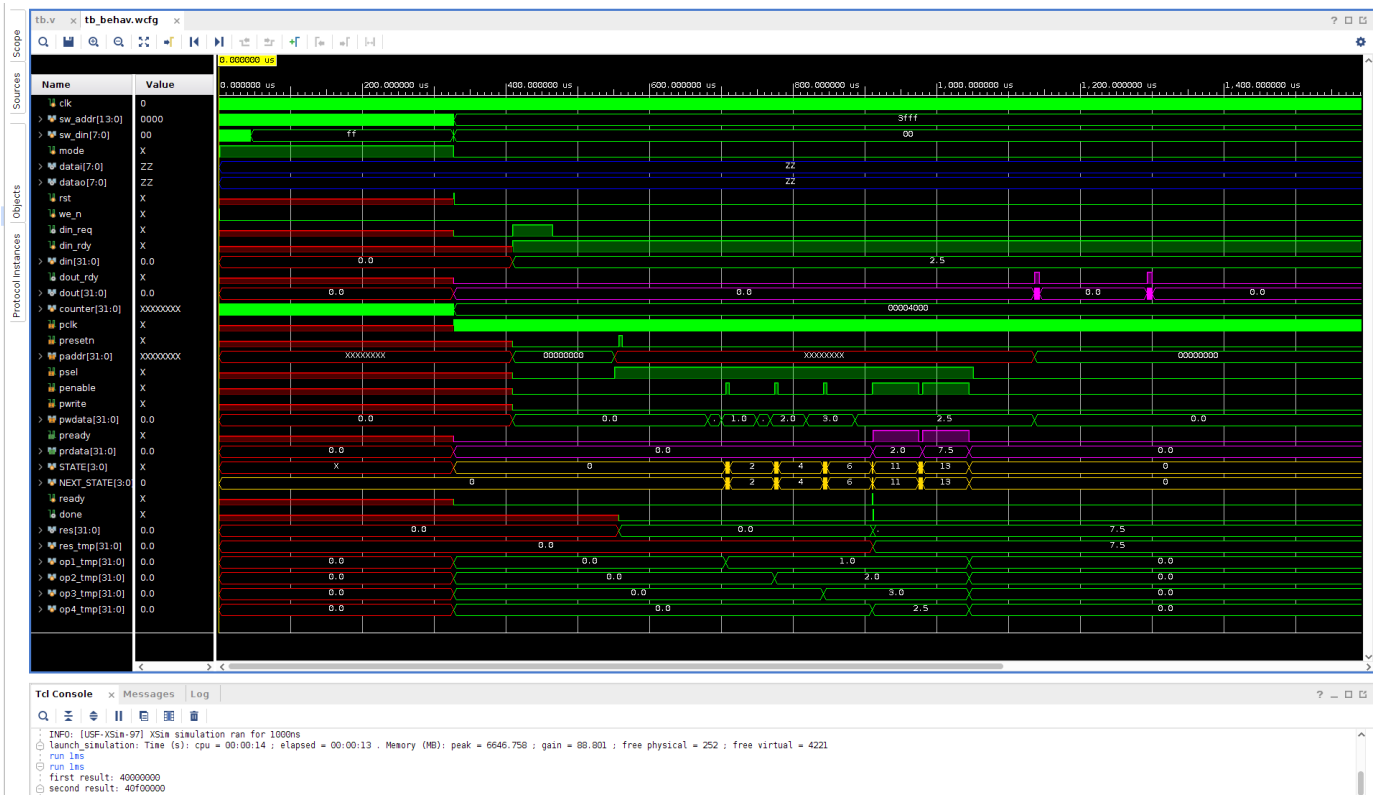 tb.v × tb_behav.wcfg ×
Scope
Sources
Objects
Protocol Instances
0.000000 us
Name Value
0.000000 us 200.000000 us 400.000000 us 600.000000 us 800.000000 us 1,000.000000 us 1,200.000000 us 1,400.000000 us
clk 0
sw_addr[13:0] 0000 3fff
sw_din[7:0] 00 ff 00
mode X
datai[7:0] ZZ ZZ
datao[7:0] ZZ ZZ
rst X
we_n X
din_req X
din_rdy X
din[31:0] 0.0 0.0 2.5
dout_rdy X
dout[31:0] 0.0 0.0 0.0 0.0 0.0
counter[31:0] XXXXXXXX 00004000
pclk X
presetn X
paddr[31:0] XXXXXXXX XXXXXXXX 00000000 XXXXXXXX 00000000
psel X
penable X
pwrite X
pwdata[31:0] 0.0 0.0 0.0 . 1.0 . 2.0 3.0 2.5 0.0
pready X
prdata[31:0] 0.0 0.0 0.0 2.0 7.5 0.0
STATE[3:0] X X 0 2 4 6 11 13 0
NEXT_STATE[3:0 0 0 2 4 6 11 13 0
ready X
done X
res[31:0] 0.0 0.0 0.0 . 7.5
res_tmp[31:0] 0.0 0.0 7.5
op1_tmp[31:0] 0.0 0.0 0.0 1.0 0.0
op2_tmp[31:0] 0.0 0.0 0.0 2.0 0.0
op3_tmp[31:0] 0.0 0.0 0.0 3.0 0.0
op4_tmp[31:0] 0.0 0.0 0.0 2.5 0.0
Tcl Console × Messages Log
INFO: [USF-XSim-97] XSim simulation ran for 1000ns
launch_simulation: Time (s): cpu = 00:00:14 ; elapsed = 00:00:13 . Memory (MB): peak = 6646.758 ; gain = 88.801 ; free physical = 252 ; free virtual = 4221
run 1ms
run 1ms
first result: 40000000
second result: 40f00000